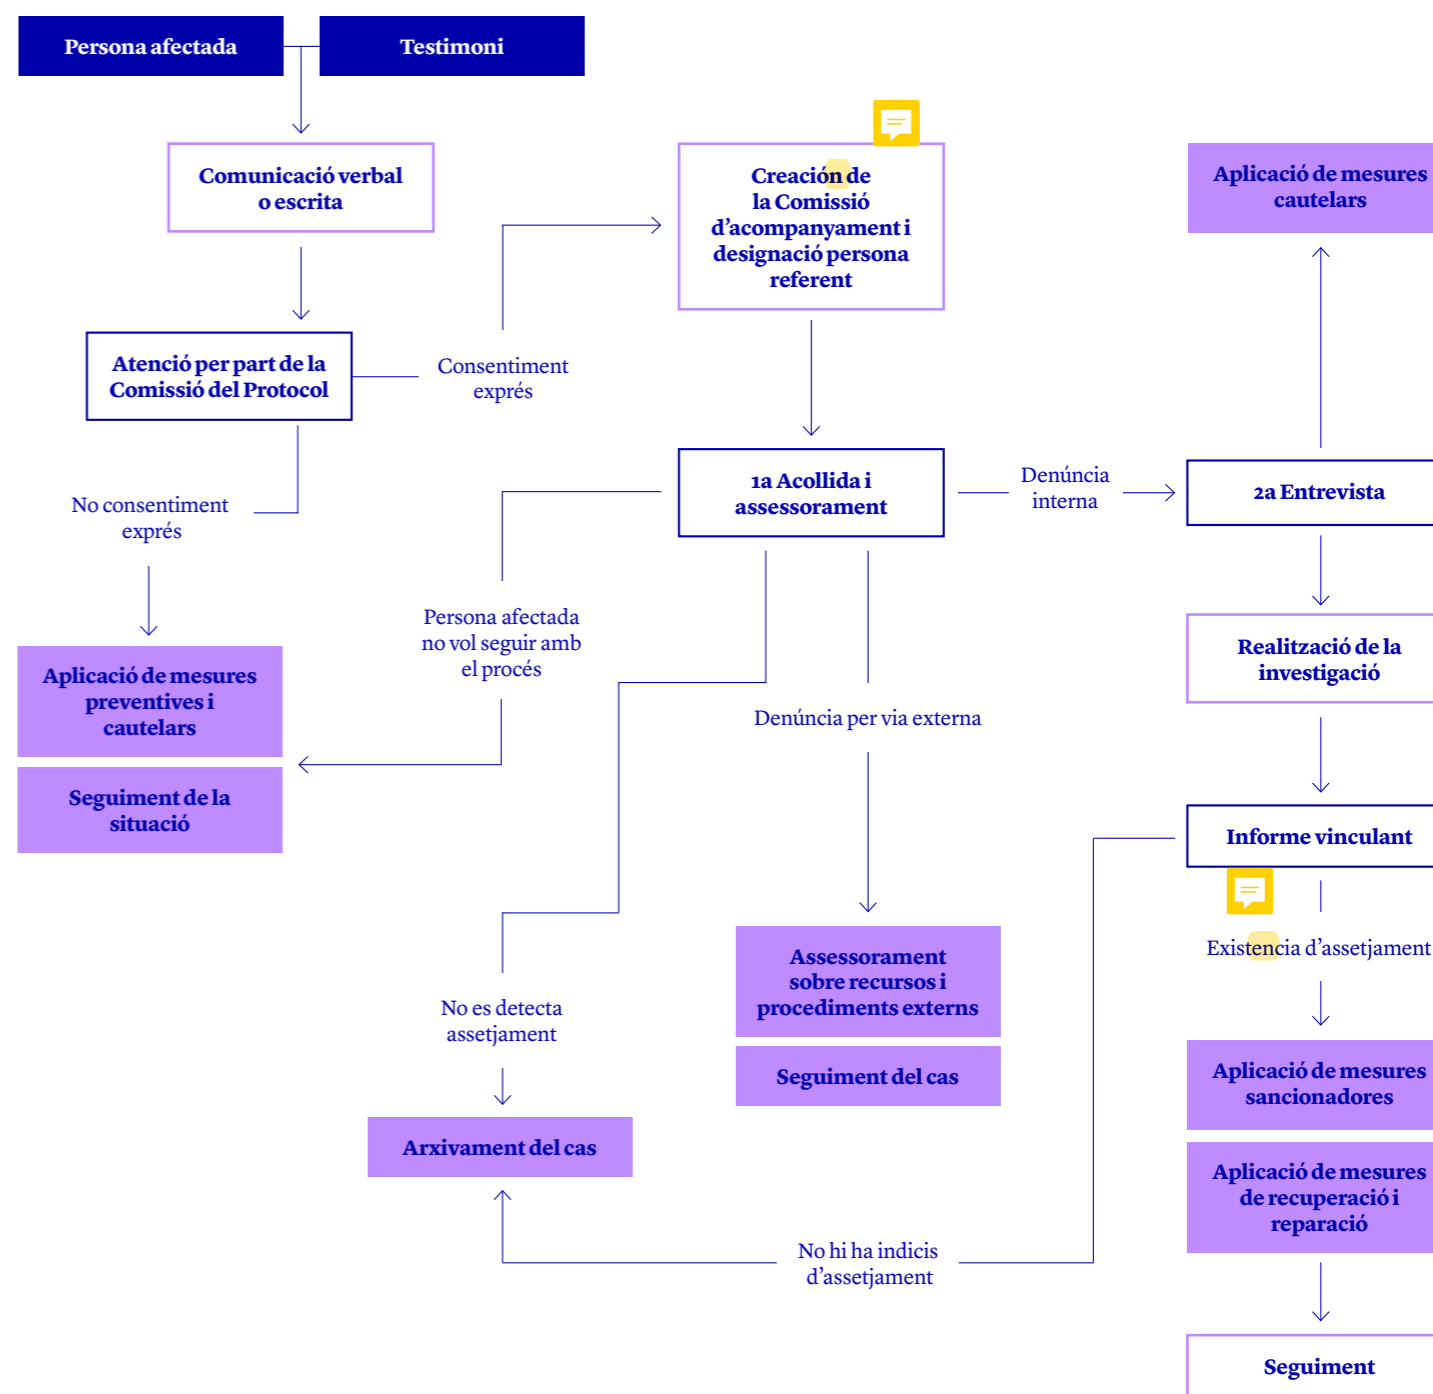 Persona afectada
Testimoni
Comunicació verbal
o escrita
Creación de
la Comissió
d’acompanyament i
designació persona
referent
Aplicació de mesures
cautelars
Atenció per part de la
Comissió del Protocol
Consentiment
exprés
No consentiment
exprés
1a Acollida i
assessorament
Denúncia
interna
2a Entrevista
Persona afectada
no vol seguir amb
el procés
Aplicació de mesures
preventives i
cautelars
Seguiment de la
situació
Denúncia per via externa
Realització de la
investigació
Informe vinculant
Existencia d’assetjament
Assessorament
sobre recursos i
procediments externs
Seguiment del cas
No es detecta
assetjament
Arxivament del cas
Aplicació de mesures
sancionadores
Aplicació de mesures
de recuperació i
reparació
No hi ha indicis
d’assetjament
Seguiment